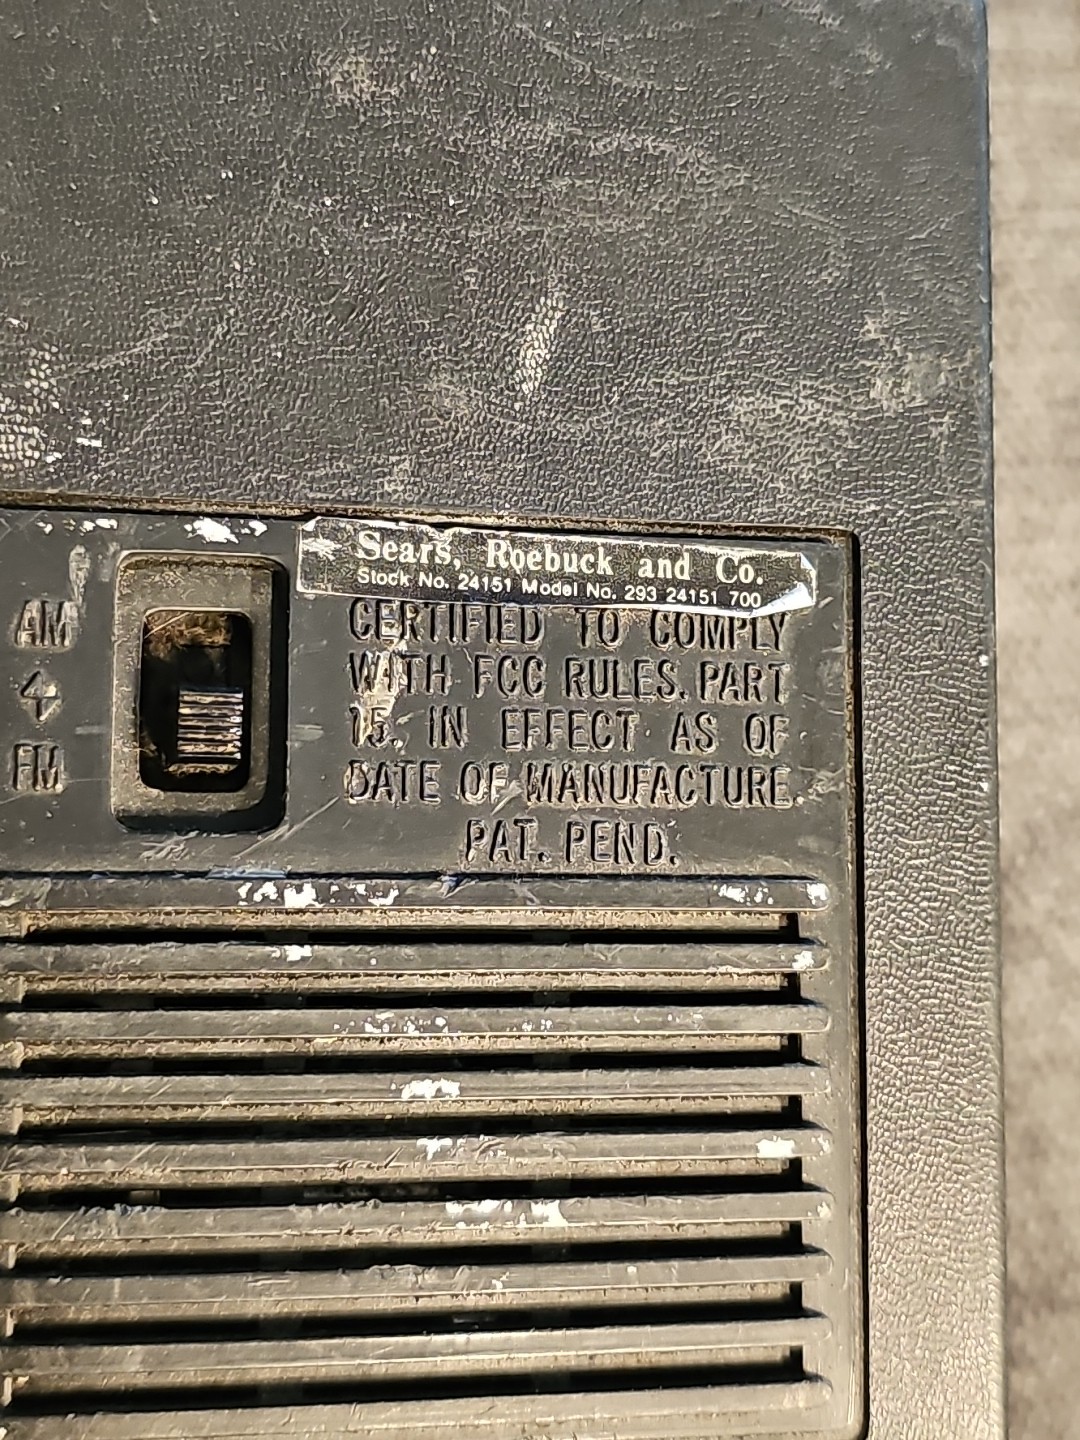 Sears, Roebuck and Co.
Stock No. 24151 Model No. 293 24151 700
AM
FM
CERTIFIED TO COMPLY
WITH FCC RULES. PART
15. IN EFFECT AS OF
DATE OF MANUFACTURE.
PAT. PEND.